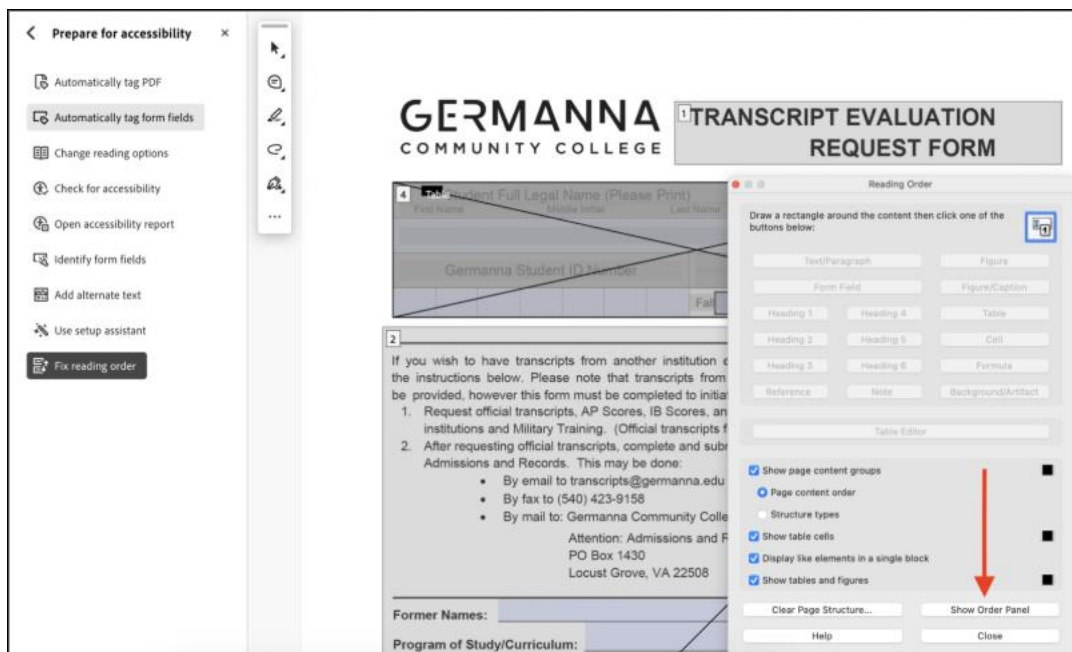 Prepare for accessibility
Automatically tag PDF
Automatically tag form fields
Change reading options
Check for accessibility
Open accessibility report
Identify form fields
Add alternate text
Use setup assistant
Fix reading order
GERMANNA
COMMUNITY COLLEGE
1
TRANSCRIPT EVALUATION
REQUEST FORM
4
Student Full Legal Name (Please Print)
First Name Middle Initial Last Name
Germanna Student ID Number
Fall
2
If you wish to have transcripts from another institution
the instructions below. Please note that transcripts from
be provided, however this form must be completed to
1. Request official transcripts, AP Scores, IB Scores,
institutions and Military Training. (Official transcripts
2. After requesting official transcripts, complete and
Admissions and Records. This may be done:
• By email to transcripts@germanna.edu
• By fax to (540) 423-9158
• By mail to: Germanna Community
Attention: Admissions and
PO Box 1430
Locust Grove, VA 22508
Former Names:
Program of Study/Curriculum:
Reading Order
Draw a rectangle around the content then click one of the
buttons below:
Text/Paragraph Figure
Form Field Figure/Caption
Heading 1 Heading 4 Table
Heading 2 Heading 5 Cell
Heading 3 Heading 6 Formula
Reference Note Background/Artifact
Table Editor
Show page content groups
Page content order
Structure types
Show table cells
Display like elements in a single block
Show tables and figures
Clear Page Structure... Show Order Panel
Help Close